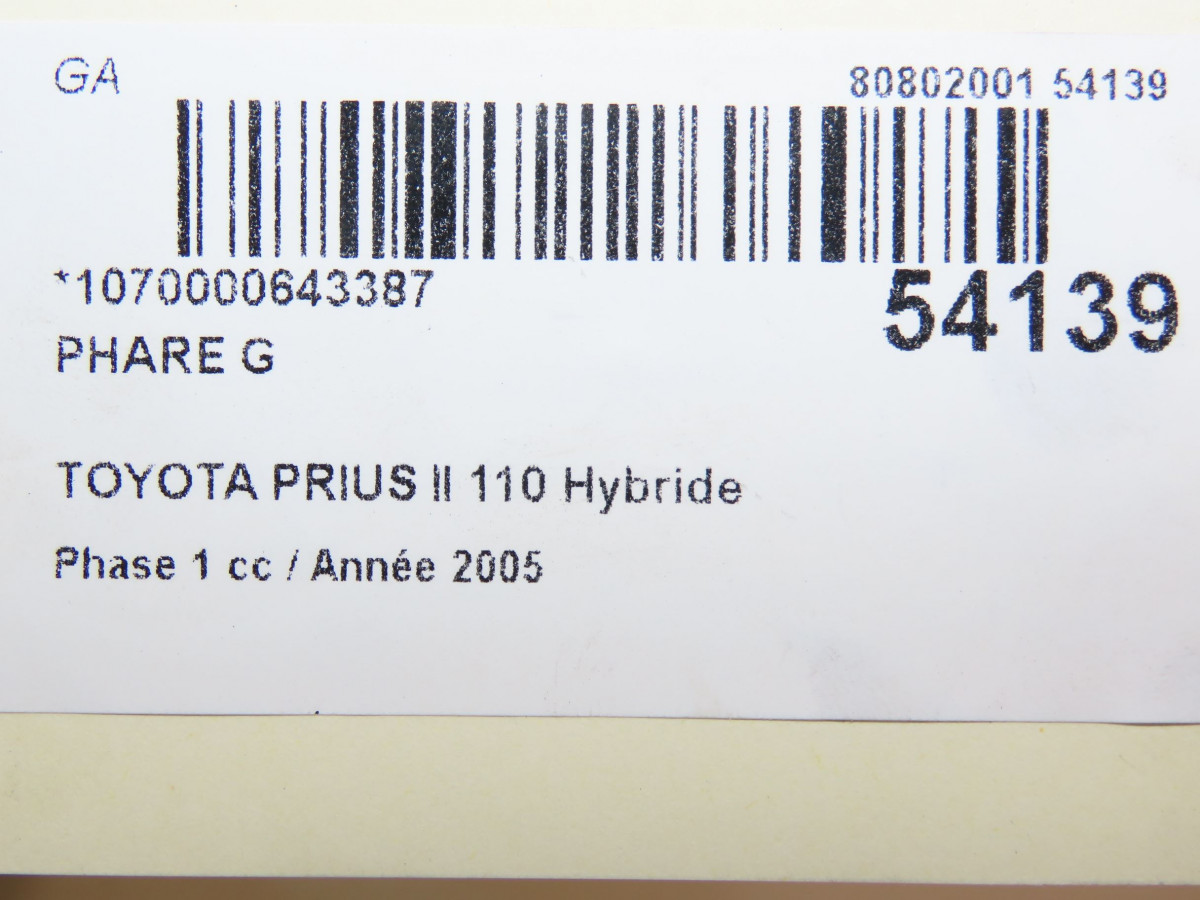 GA
80802001 54139
*1070000643387
54139
PHARE G
TOYOTA PRIUS II 110 Hybride
Phase 1 cc / Année 2005